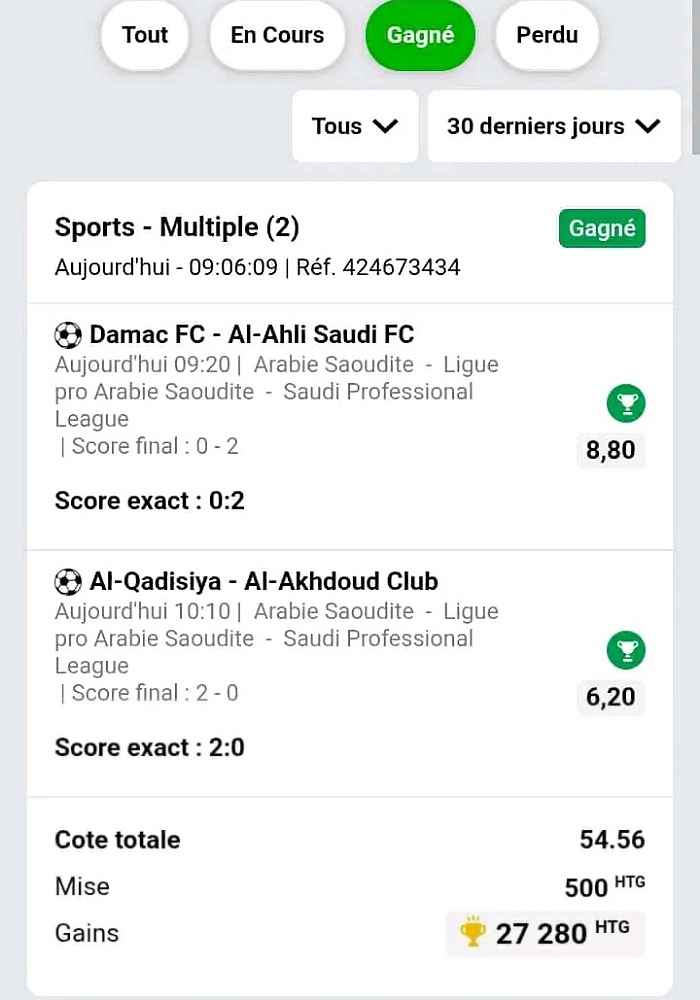 Tout En Cours Gagné Perdu
Tous 30 derniers jours
Sports - Multiple (2) Gagné
Aujourd'hui - 09:06:09 | Réf. 424673434
Damac FC - Al-Ahli Saudi FC
Aujourd'hui 09:20 | Arabie Saoudite - Ligue
pro Arabie Saoudite - Saudi Professional
League
| Score final : 0 - 2
8,80
Score exact : 0:2
Al-Qadisiya - Al-Akhdoud Club
Aujourd'hui 10:10 | Arabie Saoudite - Ligue
pro Arabie Saoudite - Saudi Professional
League
| Score final : 2 - 0
6,20
Score exact : 2:0
Cote totale 54.56
Mise 500 HTG
Gains 27 280 HTG